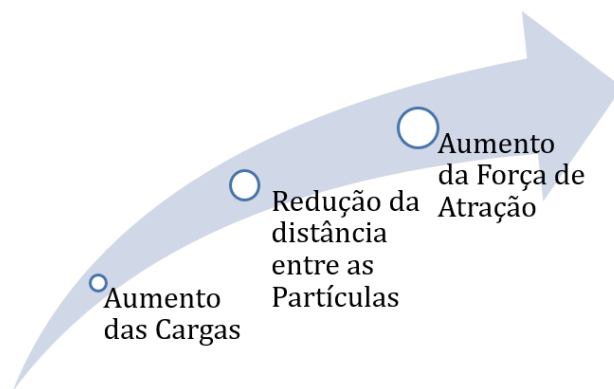 Aumento
das Cargas
Redução da
distância
entre as
Partículas
Aumento
da Força de
Atração